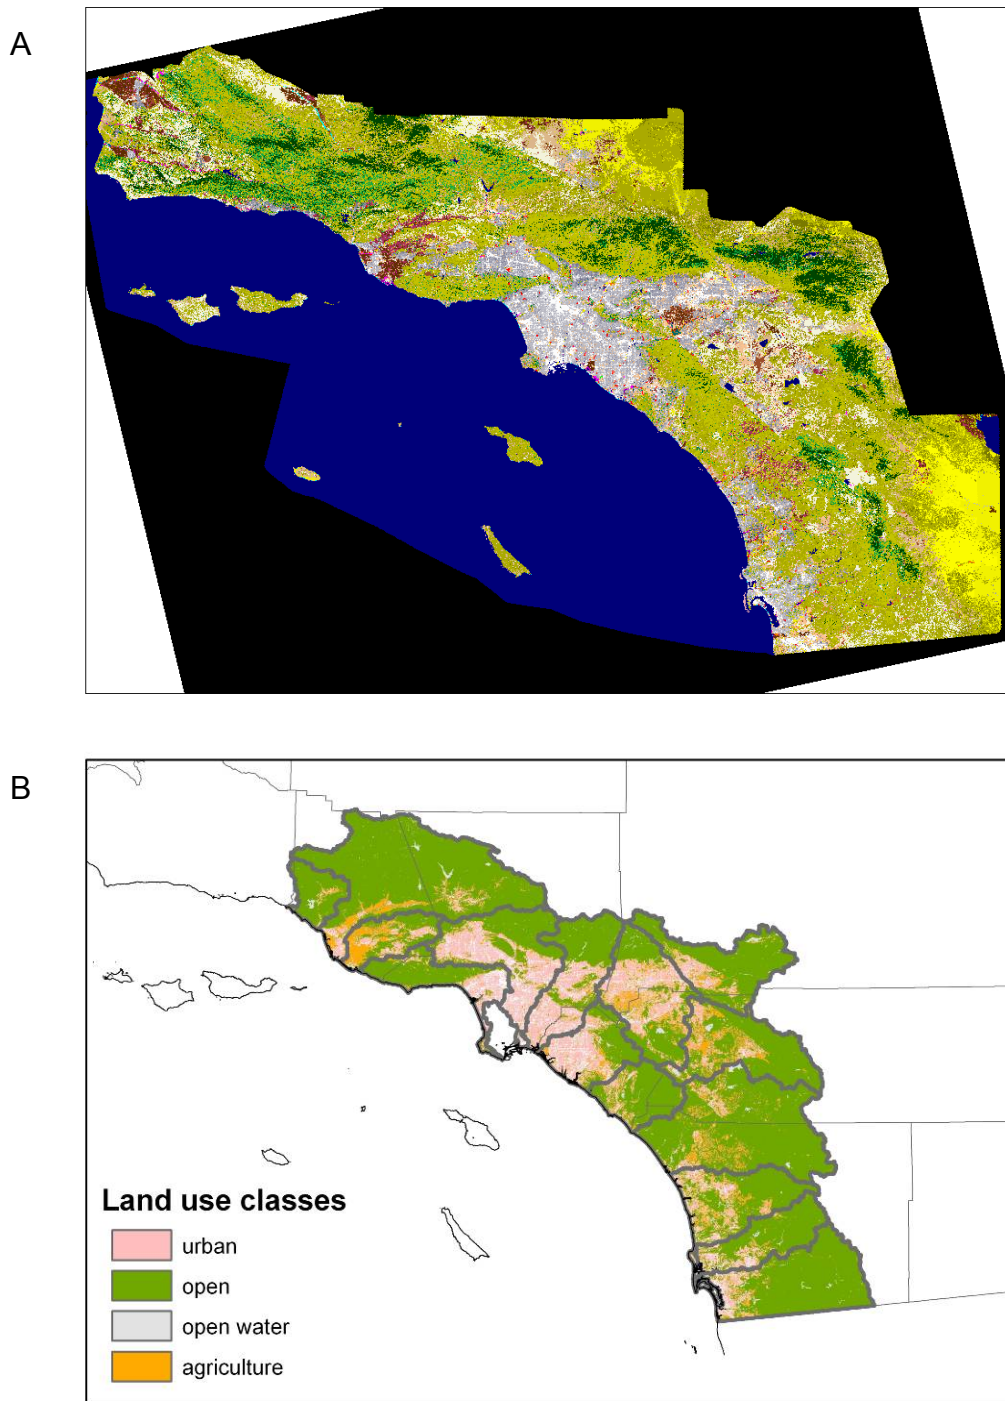 A
B
Land use classes
urban
open
open water
agriculture